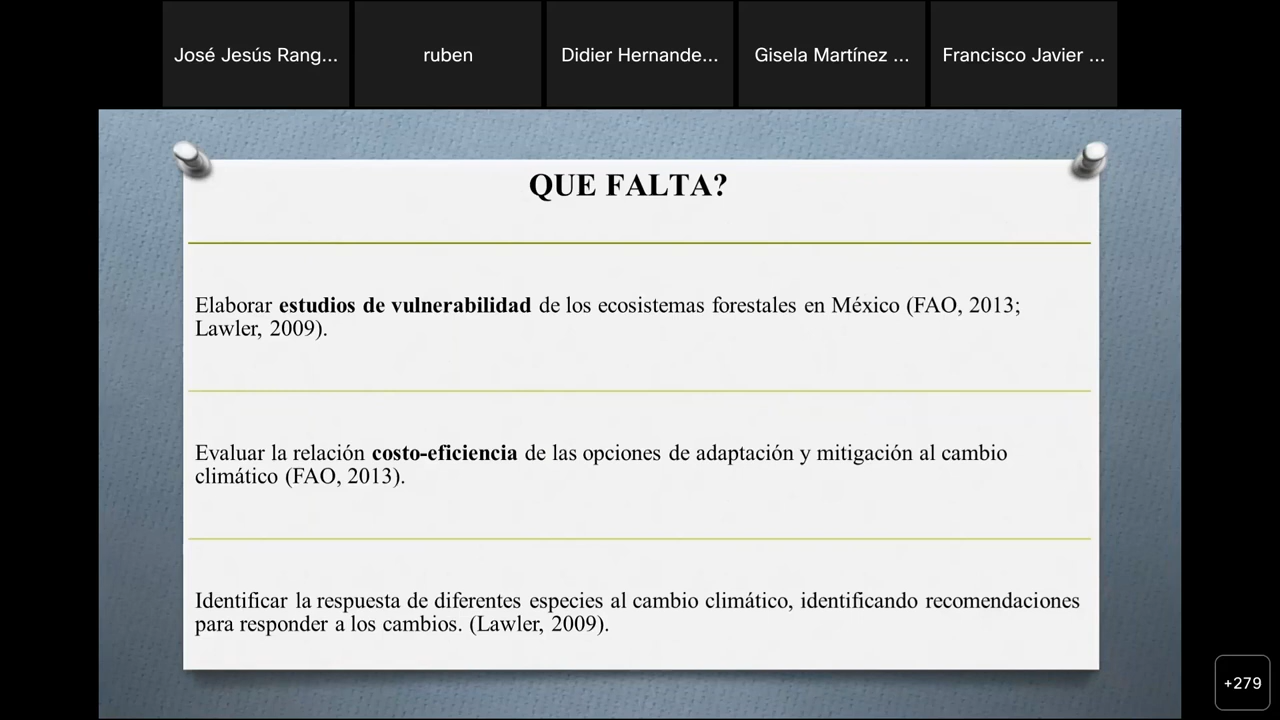 José Jesús Rang...
ruben
Didier Hernande...
Gisela Martínez ...
Francisco Javier ...
QUE FALTA?
Elaborar estudios de vulnerabilidad de los ecosistemas forestales en México (FAO, 2013;
Lawler, 2009).
Evaluar la relación costo-eficiencia de las opciones de adaptación y mitigación al cambio
climático (FAO, 2013).
Identificar la respuesta de diferentes especies al cambio climático, identificando recomendaciones
para responder a los cambios. (Lawler, 2009).
+279